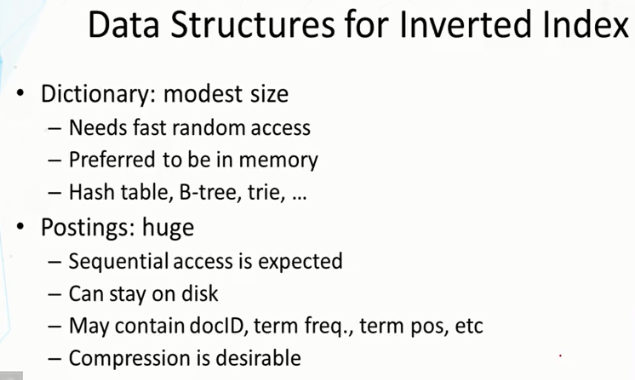 Data Structures for Inverted Index
• Dictionary: modest size
– Needs fast random access
– Preferred to be in memory
– Hash table, B-tree, trie, ...
• Postings: huge
– Sequential access is expected
– Can stay on disk
– May contain docID, term freq., term pos, etc
– Compression is desirable